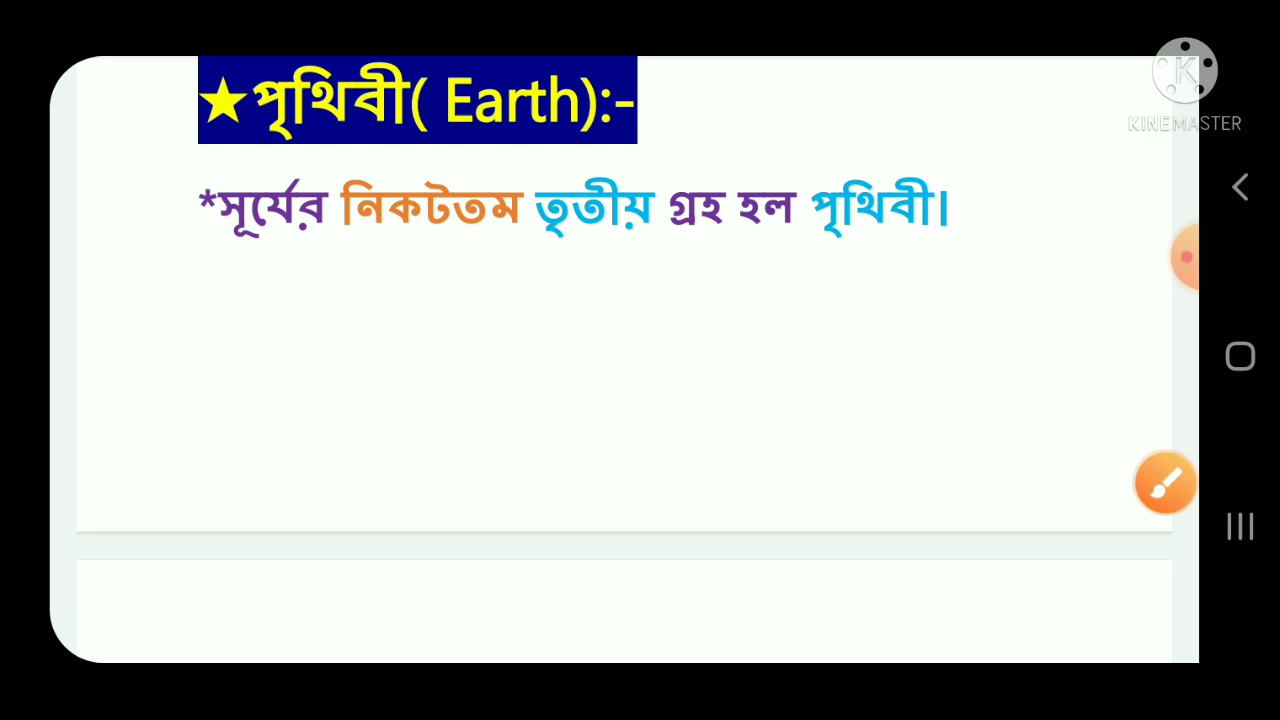 ★পৃথিবী( Earth):-
*সূর্যের নিকটতম তৃতীয় গ্রহ হল পৃথিবী।
K
KINEMASTER